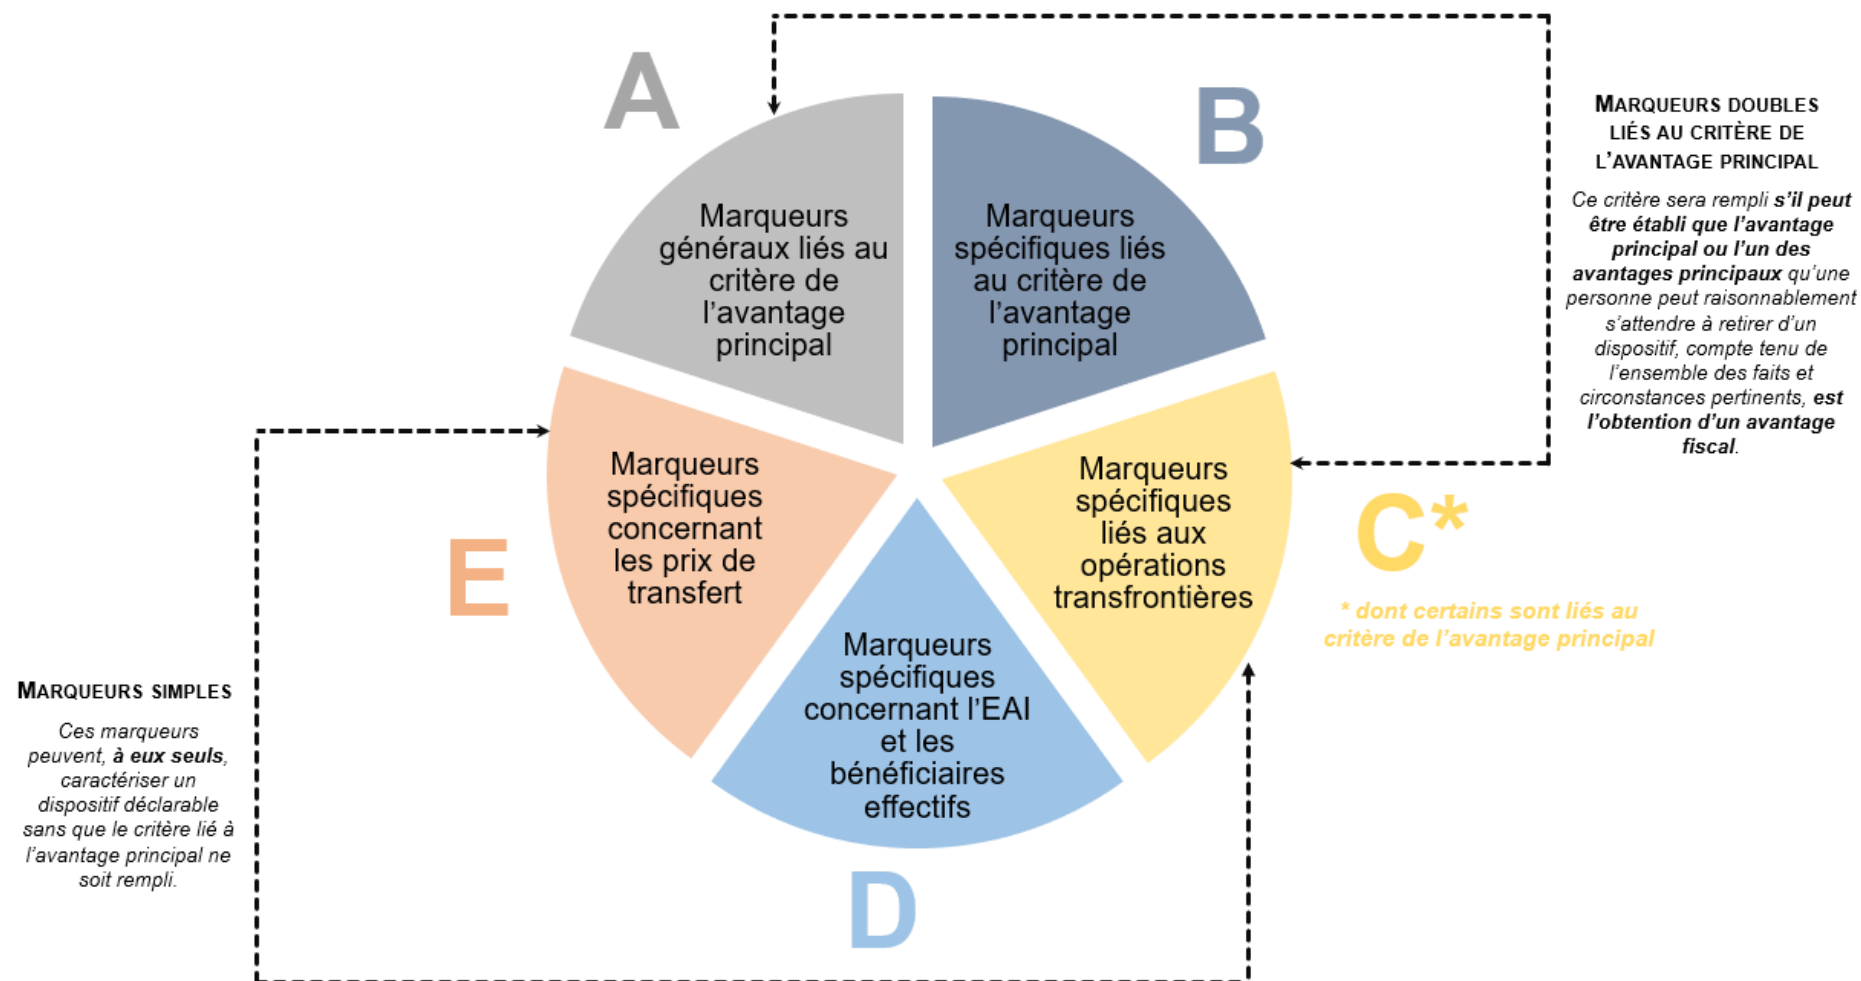 A
Marqueurs
généraux liés au
critère de
l’avantage
principal
B
Marqueurs
spécifiques liés
au critère de
l’avantage
principal
MARQUEURS DOUBLES
LIÉS AU CRITÈRE DE
L’AVANTAGE PRINCIPAL
Ce critère sera rempli s’il peut
être établi que l’avantage
principal ou l’un des
avantages principaux qu’une
personne peut raisonnablement
s’attendre à retirer d’un
dispositif, compte tenu de
l’ensemble des faits et
circonstances pertinents, est
l’obtention d’un avantage
fiscal.
Marqueurs
spécifiques
liés aux
opérations
transfrontières
C*
* dont certains sont liés au
critère de l’avantage principal
Marqueurs
spécifiques
concernant l’EAI
et les
bénéficiaires
effectifs
D
Marqueurs
spécifiques
concernant
les prix de
transfert
E
MARQUEURS SIMPLES
Ces marqueurs
peuvent, à eux seuls,
caractériser un
dispositif déclarable
sans que le critère lié à
l’avantage principal ne
soit rempli.